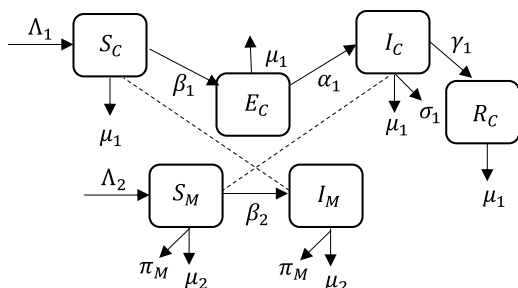 Λ₁ S_C I_C γ₁
μ₁
β₁ E_C α₁ R_C
μ₁ μ₁ σ₁
Λ₂ S_M I_M μ₁
β₂
π_M μ₂ π_M μ₂